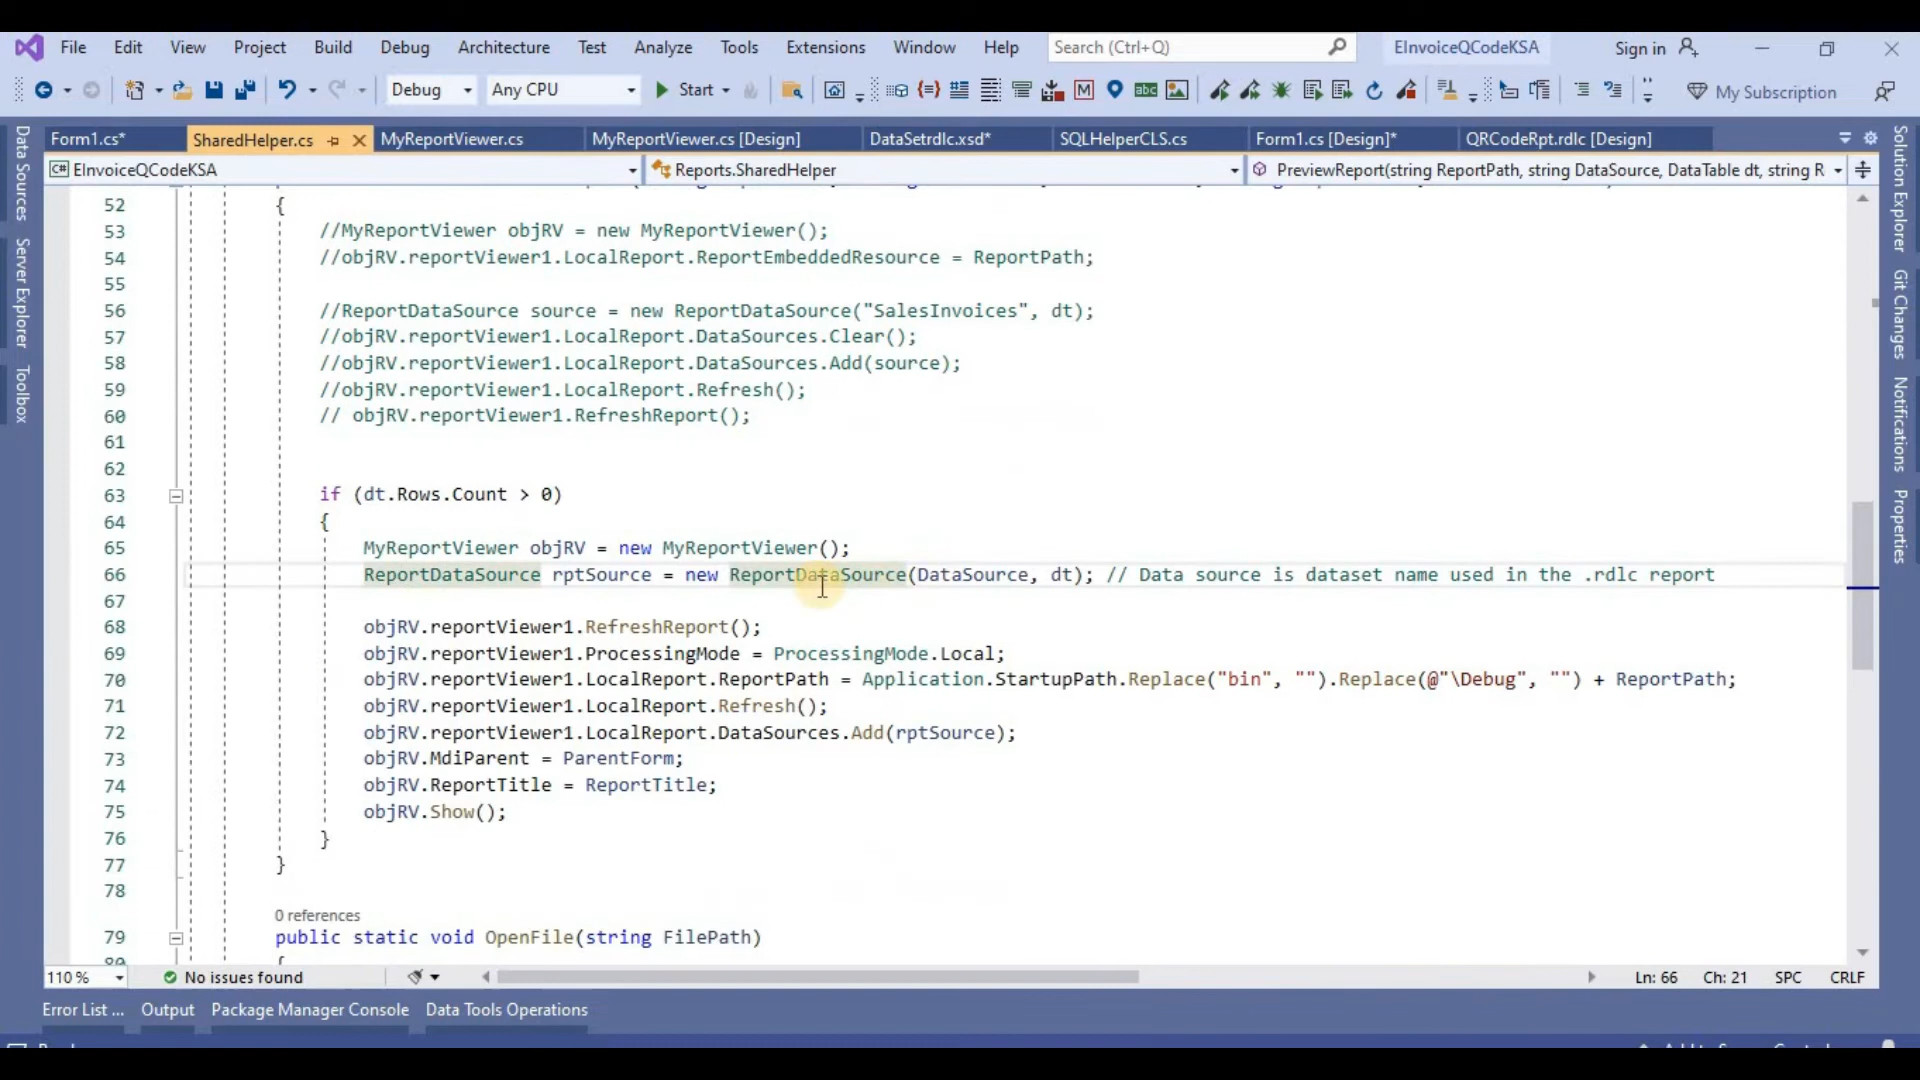 File Edit View Project Build Debug Architecture Test Analyze Tools Extensions Window Help Search (Ctrl+Q) EInvoiceQCodeKSA Sign in
Debug Any CPU Start My Subscription
Form1.cs* SharedHelper.cs MyReportViewer.cs MyReportViewer.cs [Design] DataSetrdlc.xsd* SQLHelperCLS.cs Form1.cs [Design]* QRCodeRpt.rdlc [Design]
EInvoiceQCodeKSA Reports.SharedHelper PreviewReport(string ReportPath, string DataSource, DataTable dt, string R
52 {
53 //MyReportViewer objRV = new MyReportViewer();
54 //objRV.reportViewer1.LocalReport.ReportEmbeddedResource = ReportPath;
55
56 //ReportDataSource source = new ReportDataSource("SalesInvoices", dt);
57 //objRV.reportViewer1.LocalReport.DataSources.Clear();
58 //objRV.reportViewer1.LocalReport.DataSources.Add(source);
59 //objRV.reportViewer1.LocalReport.Refresh();
60 // objRV.reportViewer1.RefreshReport();
61
62
63 if (dt.Rows.Count > 0)
64 {
65 MyReportViewer objRV = new MyReportViewer();
66 ReportDataSource rptSource = new ReportDataSource(DataSource, dt); // Data source is dataset name used in the .rdlc report
67
68 objRV.reportViewer1.RefreshReport();
69 objRV.reportViewer1.ProcessingMode = ProcessingMode.Local;
70 objRV.reportViewer1.LocalReport.ReportPath = Application.StartupPath.Replace("bin", "").Replace(@"\Debug", "") + ReportPath;
71 objRV.reportViewer1.LocalReport.Refresh();
72 objRV.reportViewer1.LocalReport.DataSources.Add(rptSource);
73 objRV.MdiParent = ParentForm;
74 objRV.ReportTitle = ReportTitle;
75 objRV.Show();
76 }
77 }
78
0 references
79 public static void OpenFile(string FilePath)
80 {
110 % No issues found Ln: 66 Ch: 21 SPC CRLF
Error List ... Output Package Manager Console Data Tools Operations
Data Sources
Server Explorer
Toolbox
Solution Explorer
Git Changes
Notifications
Properties